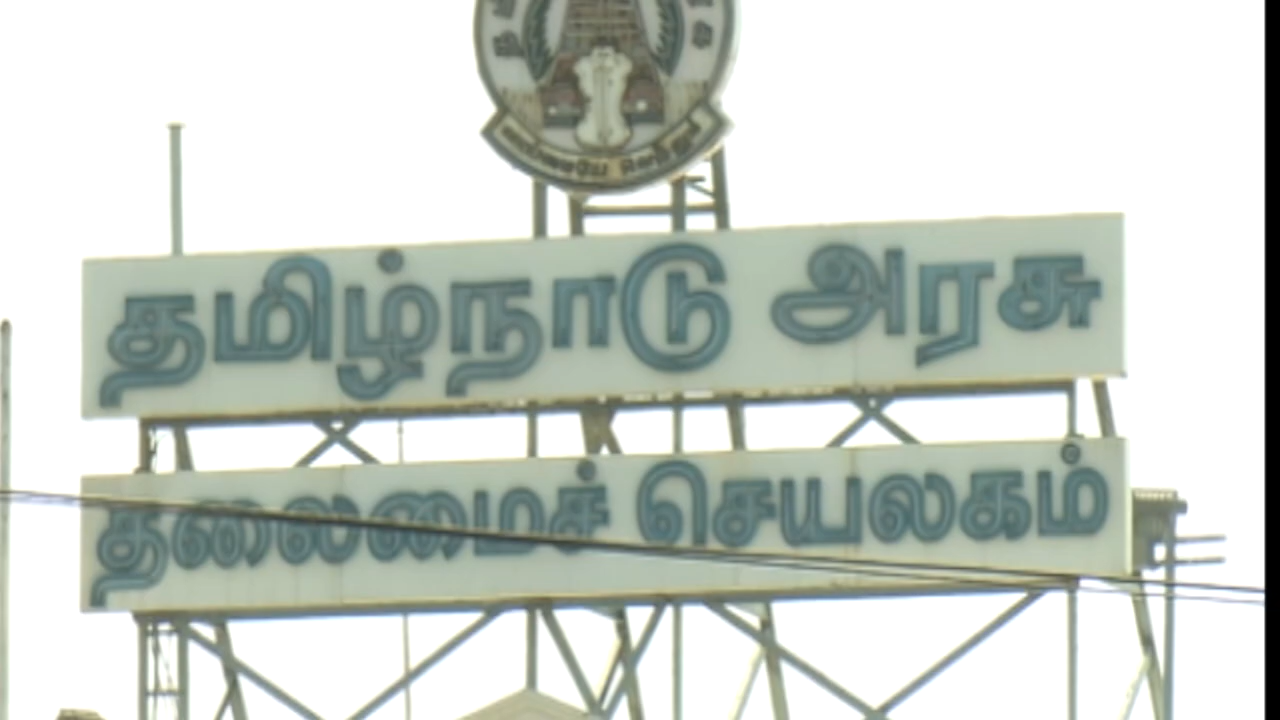 வாய்மையே வெல்லும்
தமிழ்நாடு அரசு
தலைமைச் செயலகம்